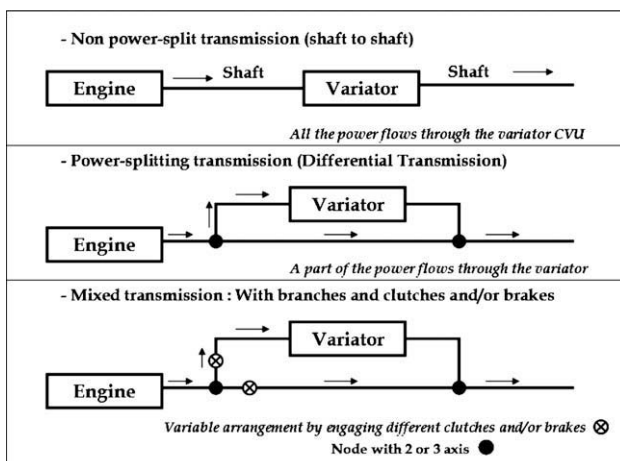 - Non power-split transmission (shaft to shaft)
Shaft Shaft
Engine Variator
All the power flows through the variator CVU
- Power-splitting transmission (Differential Transmission)
Variator
Engine
A part of the power flows through the variator
- Mixed transmission : With branches and clutches and/or brakes
Variator
Engine
Variable arrangement by engaging different clutches and/or brakes
Node with 2 or 3 axis